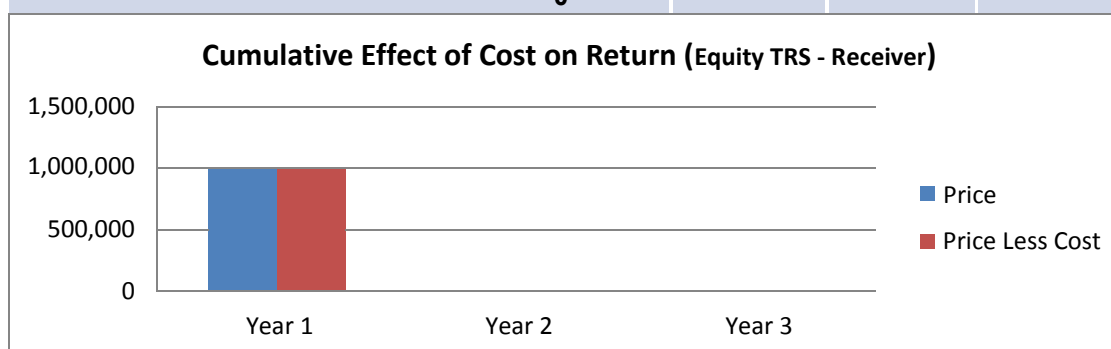 Cumulative Effect of Cost on Return (Equity TRS - Receiver)
1,500,000
1,000,000
500,000
0
Year 1 Year 2 Year 3
Price
Price Less Cost